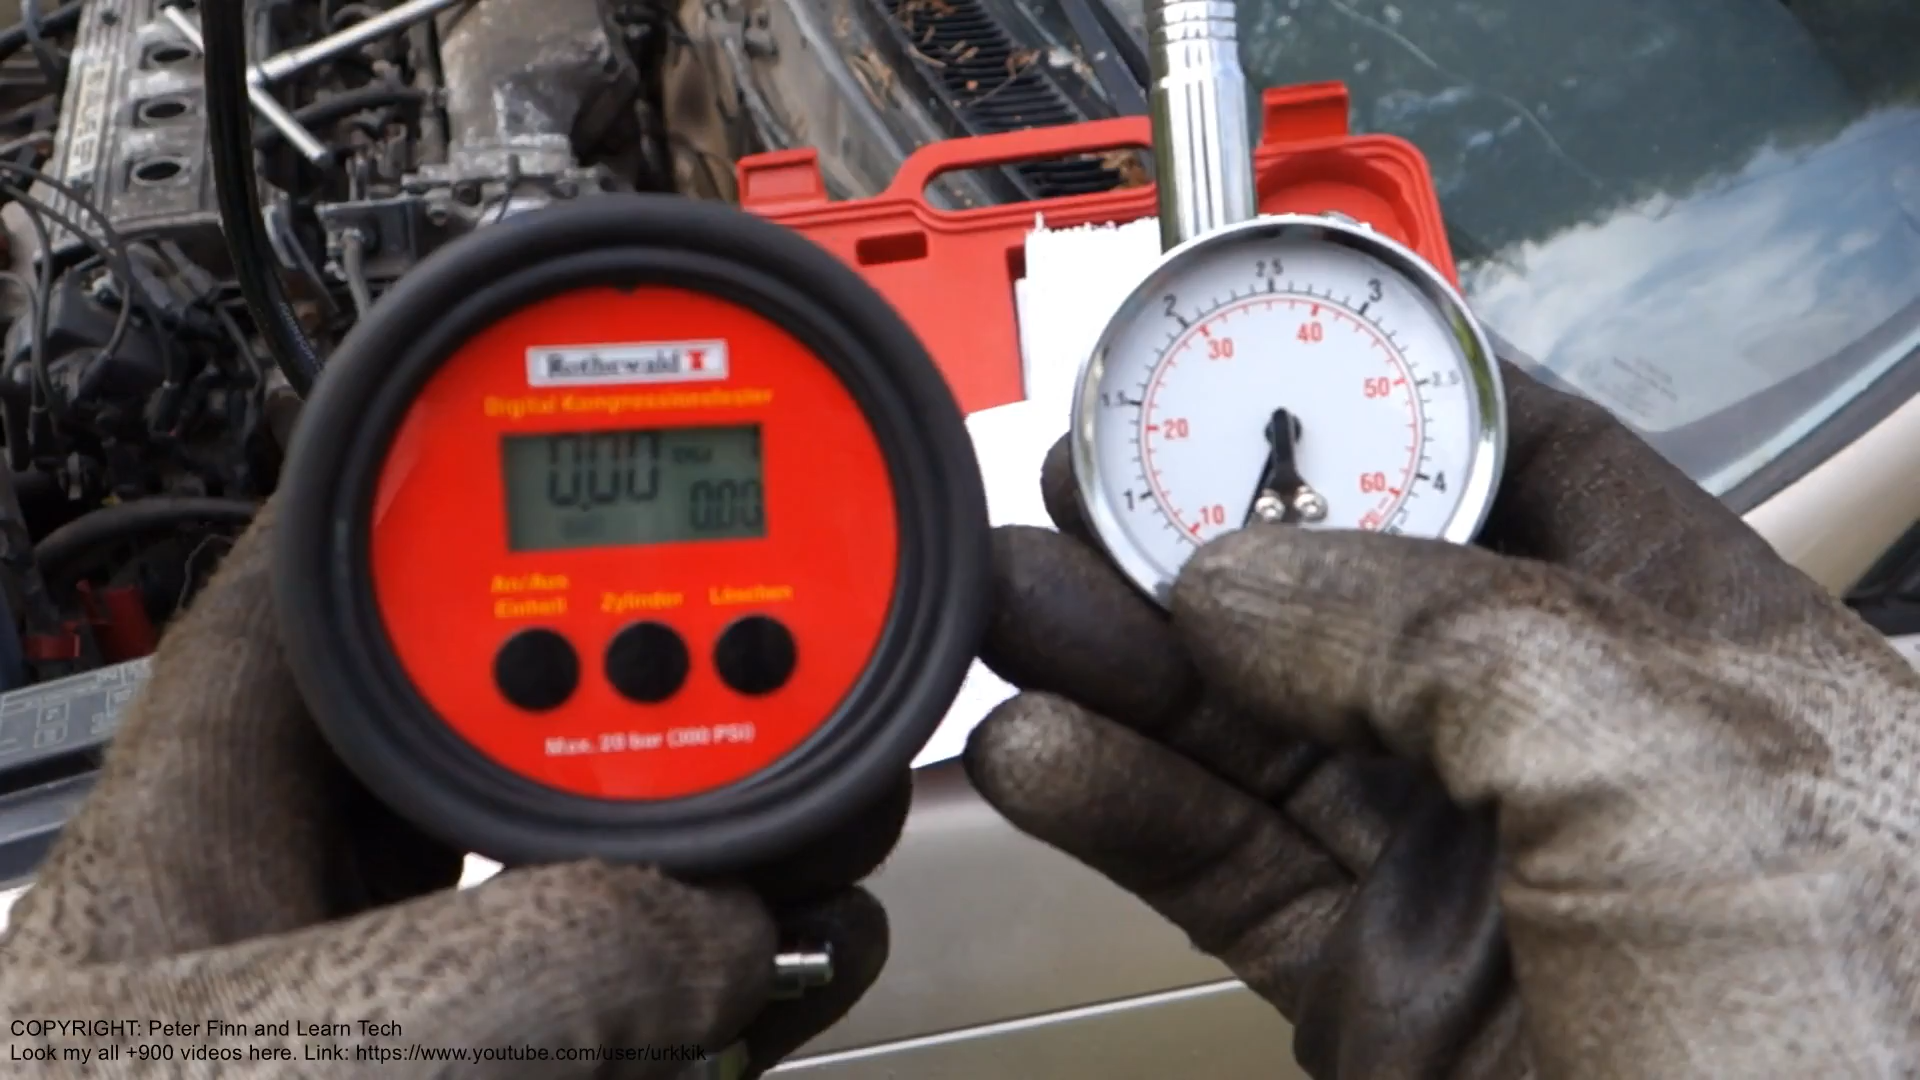 Rothewald
Digital Kompressionstester
0.00
0.00
An/Aus
Einheit
Zylinder
Löschen
Max. 20 bar (300 PSI)
2.5
2
3
40
30
50
3.5
1.5
20
60
4
1
10
COPYRIGHT: Peter Finn and Learn Tech
Look my all +900 videos here. Link: https://www.youtube.com/user/urkkik